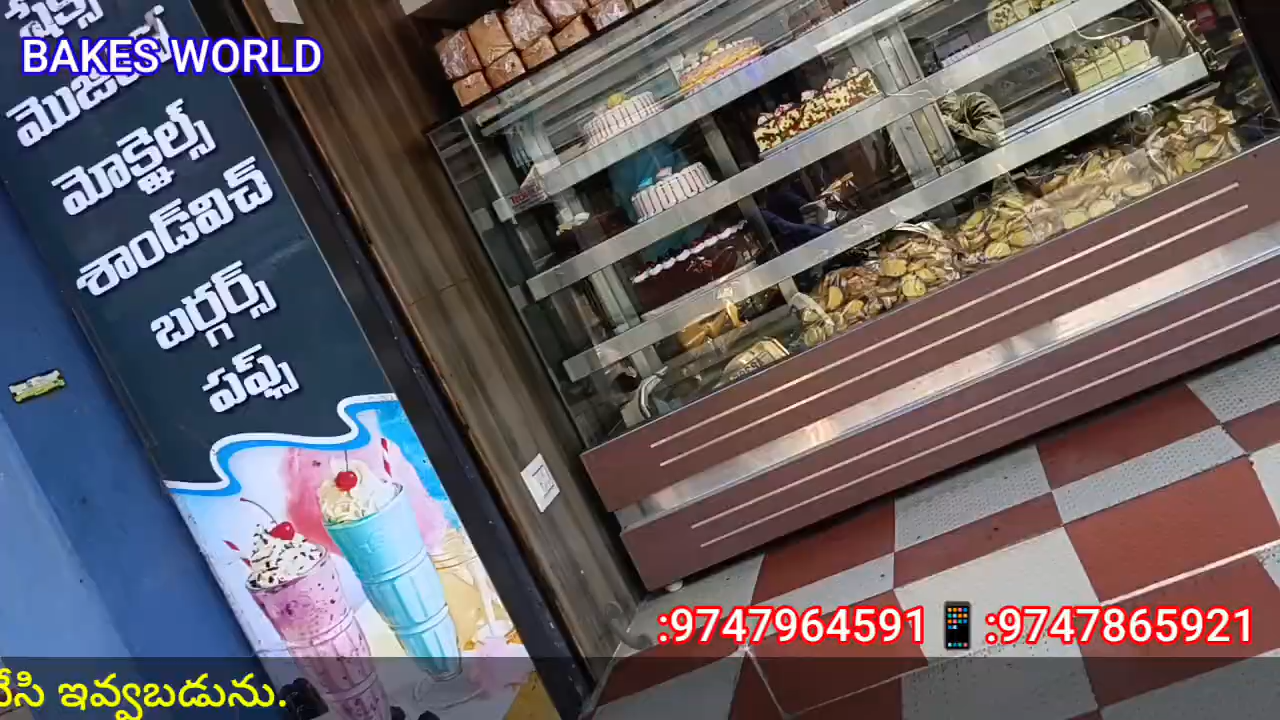 BAKES WORLD
షేక్స్
మోక్టైల్స్
శాండ్‌విచ్
బర్గర్స్
పఫ్స్
:9747964591 📱:9747865921
చేసి ఇవ్వబడును.